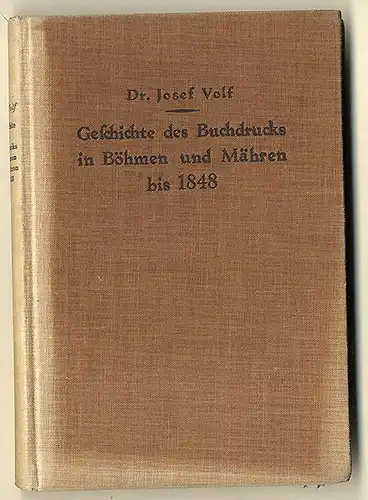 Dr. Josef Volf
Geſchichte des Buchdrucks
in Böhmen und Mähren
bis 1848